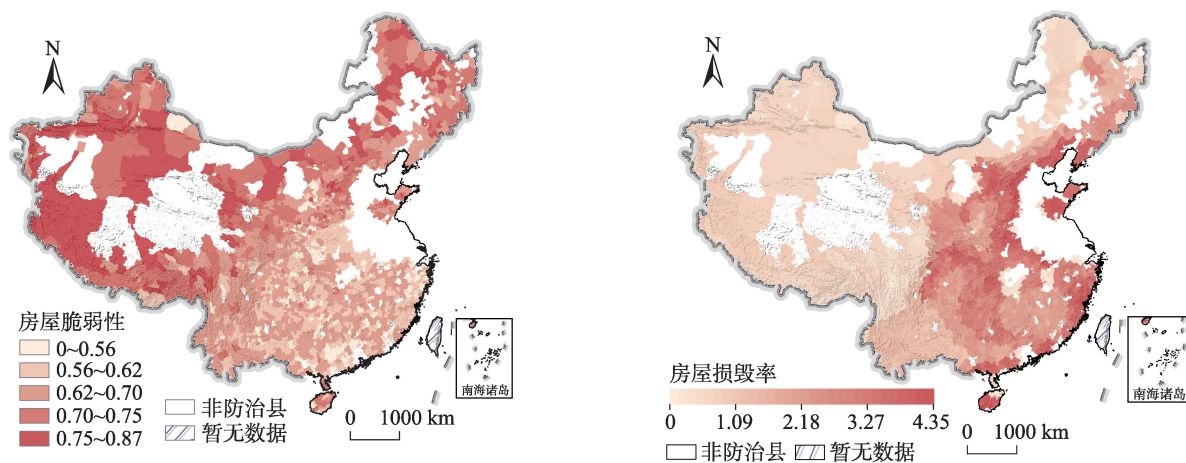 N
房屋脆弱性
0~0.56
0.56~0.62
0.62~0.70
0.70~0.75
0.75~0.87
非防治县
暂无数据
0 1000 km
南海诸岛
N
房屋损毁率
0 1.09 2.18 3.27 4.35
非防治县 暂无数据
0 1000 km
南海诸岛